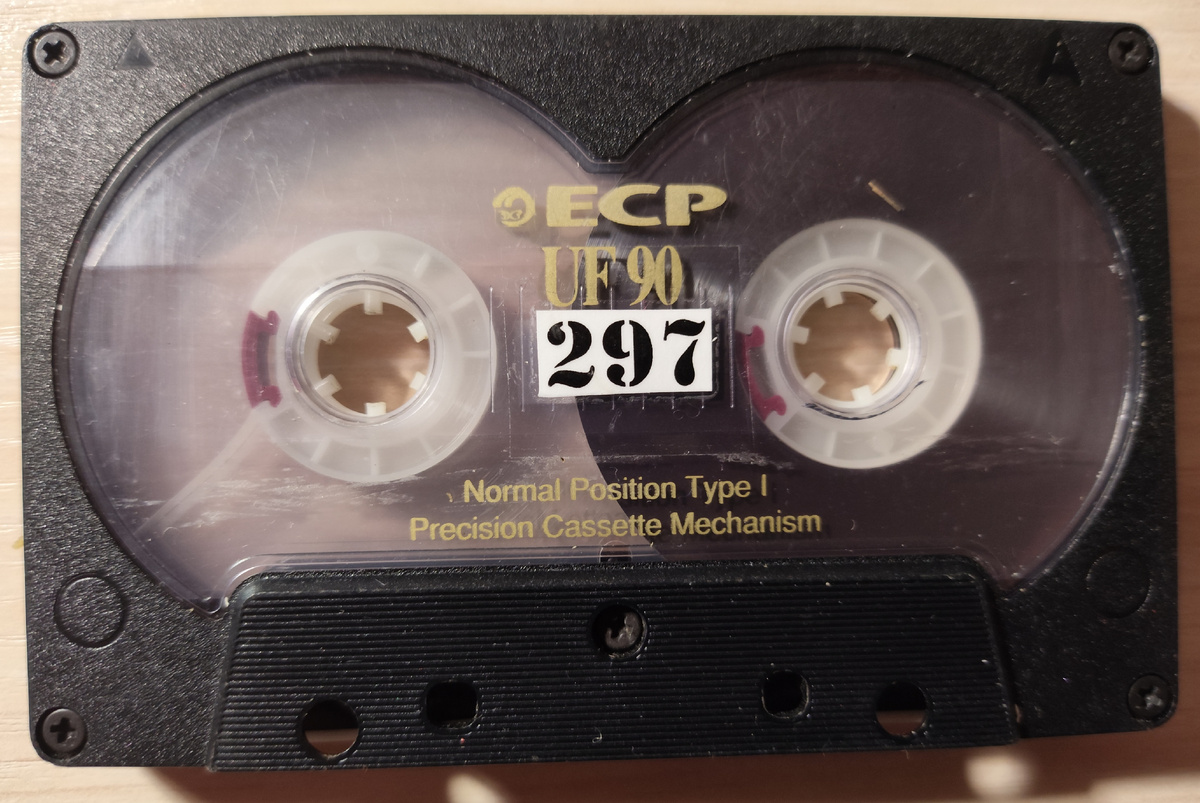 A
ECP
UF 90
297
Normal Position Type I
Precision Cassette Mechanism